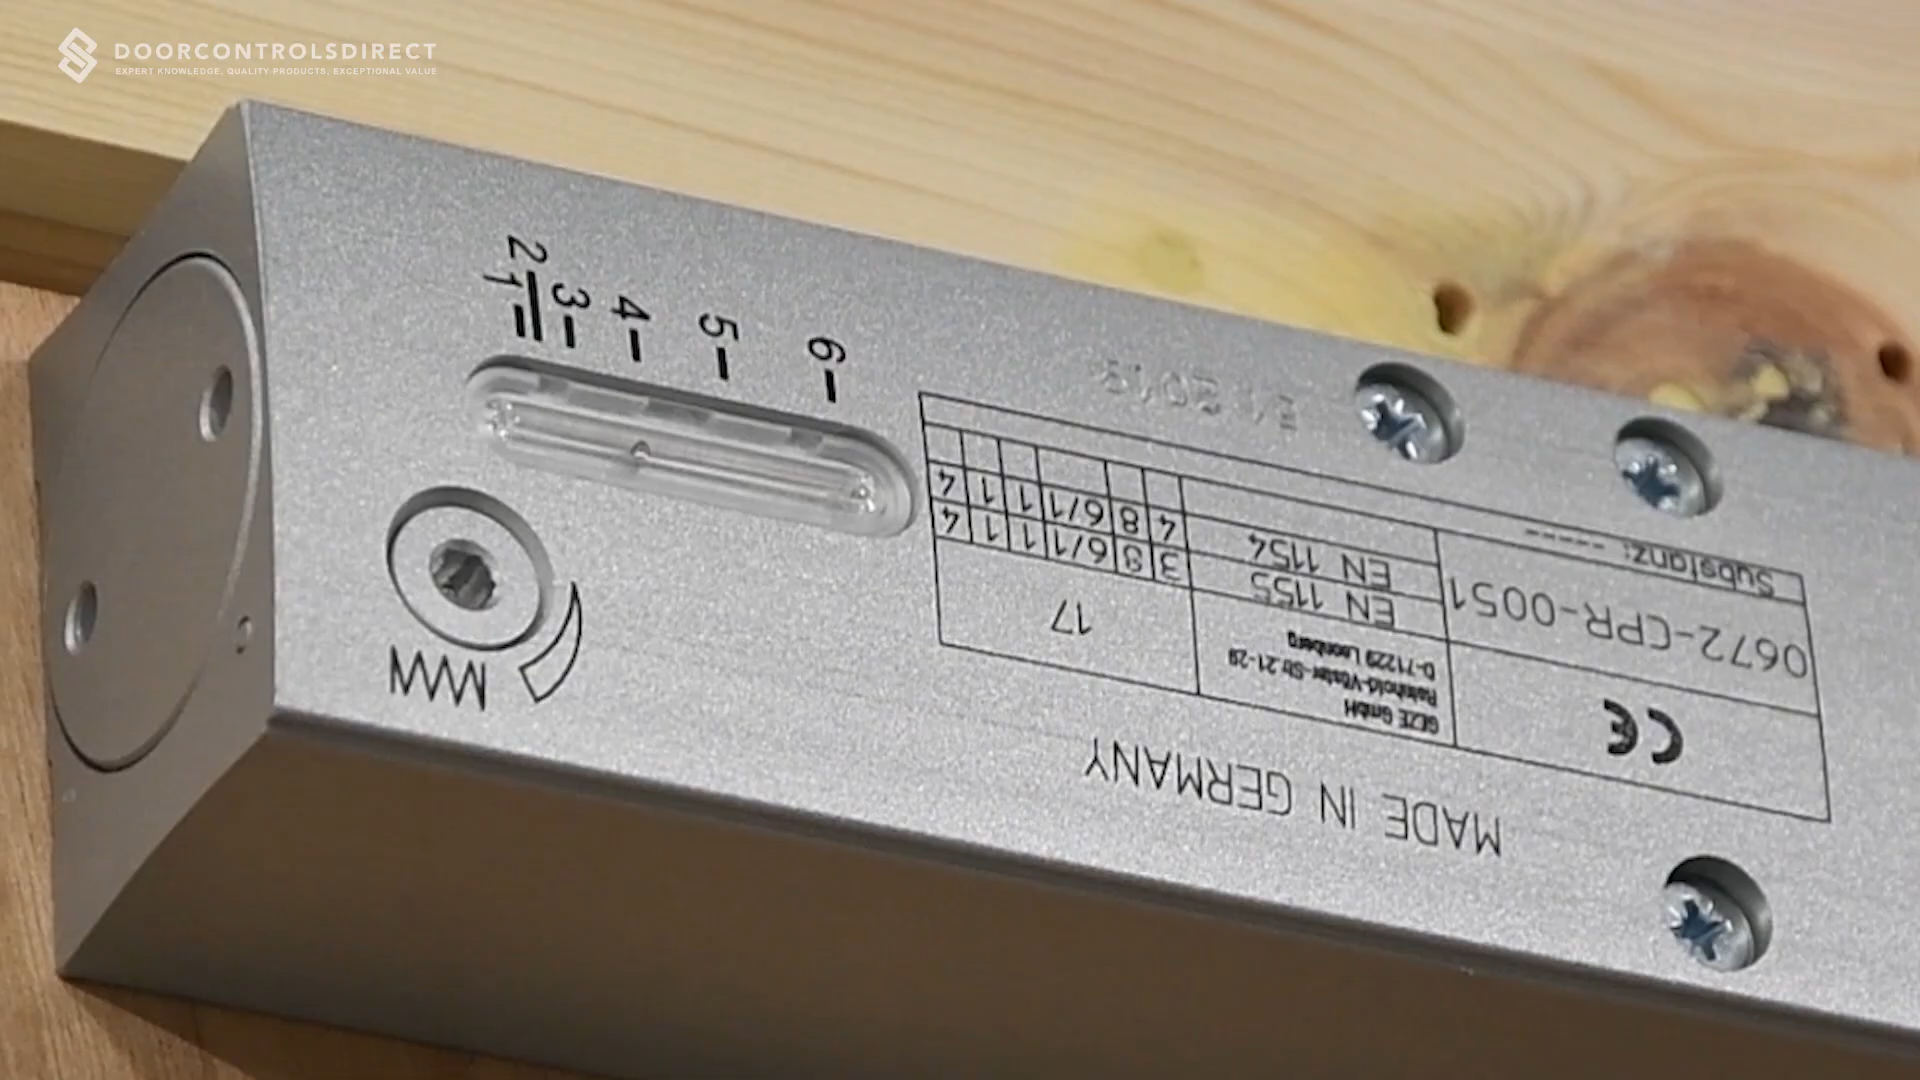 DOORCONTROLSDIRECT
EXPERT KNOWLEDGE, QUALITY PRODUCTS, EXCEPTIONAL VALUE
1 2 3 4 5 6
MADE IN GERMANY
CE
GEZE GmbH
Reinhold-Vöster-Str.21-29
D-71229 Leonberg
17
0672-CPR-0051
EN 1155 3 8 6/1 1 1 4
EN 1154 4 8 6/1 1 1 4
Substanz: -----